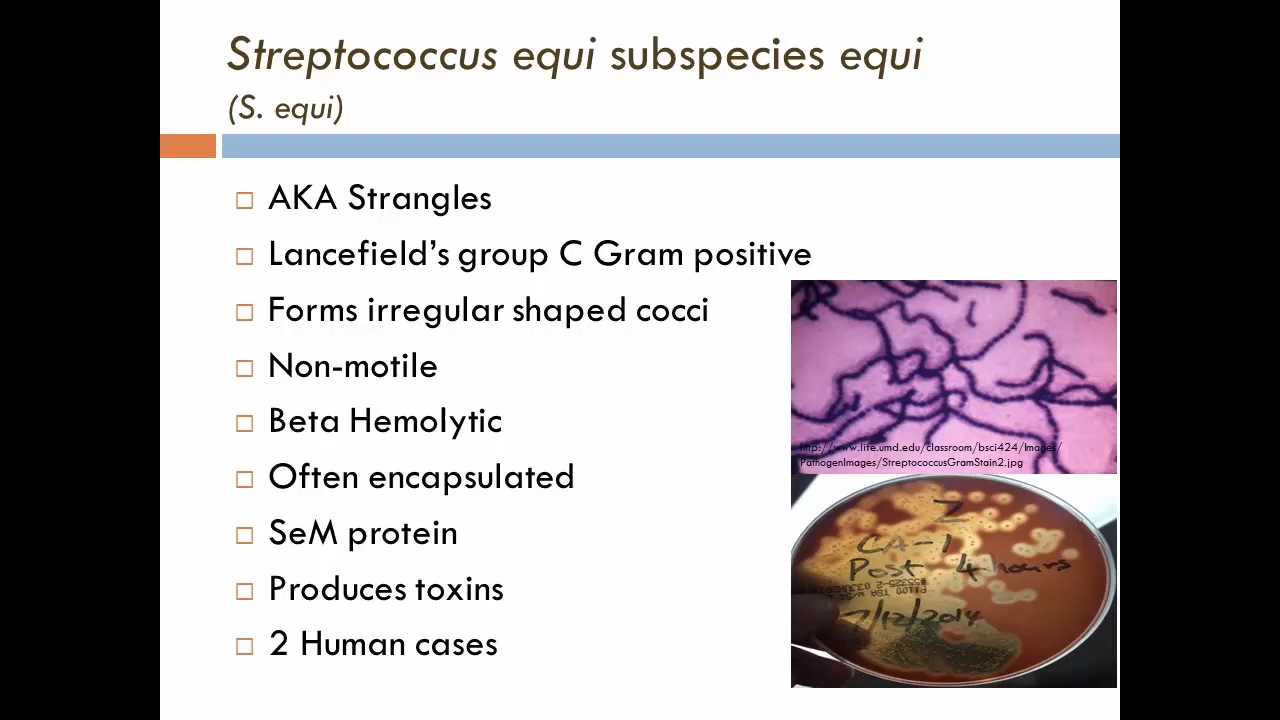 Streptococcus equi subspecies equi
(S. equi)
AKA Strangles
Lancefield’s group C Gram positive
Forms irregular shaped cocci
Non-motile
Beta Hemolytic
Often encapsulated
SeM protein
Produces toxins
2 Human cases
http://www.life.umd.edu/classroom/bsci424/Images/
PathogenImages/StreptococcusGramStain2.jpg
Z
CA-1
Post 4 hours
P1100 TSA W/
7/12/2014